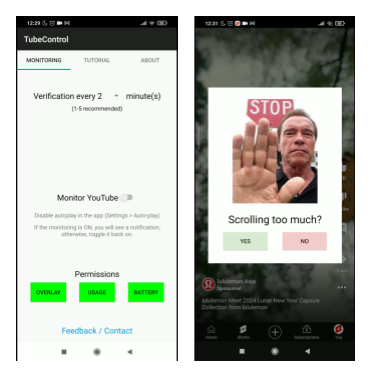 12:29
TubeControl
MONITORING TUTORIAL ABOUT
Verification every 2 minute(s)
(1-5 recommended)
Monitor YouTube
Disable autoplay in the app (Settings > Auto-play)
If the monitoring is ON, you will see a notification;
otherwise, toggle it back on.
Permissions
OVERLAY USAGE BATTERY
Feedback / Contact
12:31
STOP
Scrolling too much?
YES NO
lululemon Asia
Sponsored
lululemon Meet 2024 Lunar New Year Capsule
Collection from lululemon
Home Shorts Subscriptions You